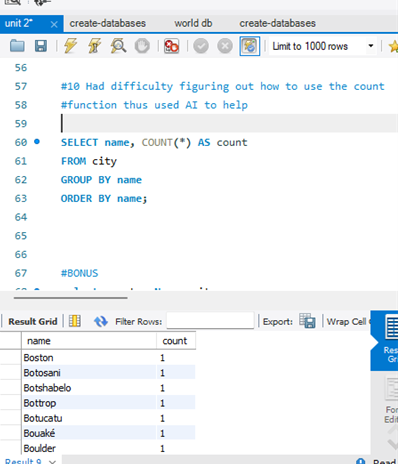 unit 2* × create-databases world db create-databases
Limit to 1000 rows
56
57 #10 Had difficulty figuring out how to use the count
58 #function thus used AI to help
59
60 SELECT name, COUNT(*) AS count
61 FROM city
62 GROUP BY name
63 ORDER BY name;
64
65
66
67 #BONUS
Result Grid Filter Rows: Export: Wrap Cell
name count
Boston 1
Botosani 1
Botshabelo 1
Bottrop 1
Botucatu 1
Bouaké 1
Boulder 1
Result 9 ×